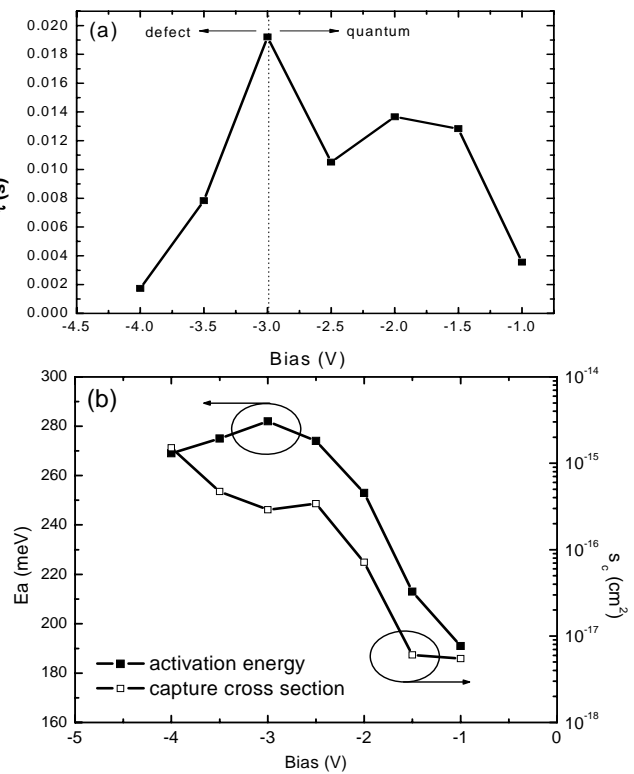 (a)
defect
quantum
0.020
0.018
0.016
0.014
0.012
0.010
0.008
0.006
0.004
0.002
0.000
τ (s)
-4.5 -4.0 -3.5 -3.0 -2.5 -2.0 -1.5 -1.0
Bias (V)
(b)
300
280
260
240
220
200
180
160
Ea (meV)
10^-14
10^-15
10^-16
10^-17
10^-18
s_c (cm^2)
activation energy
capture cross section
-5 -4 -3 -2 -1 0
Bias (V)